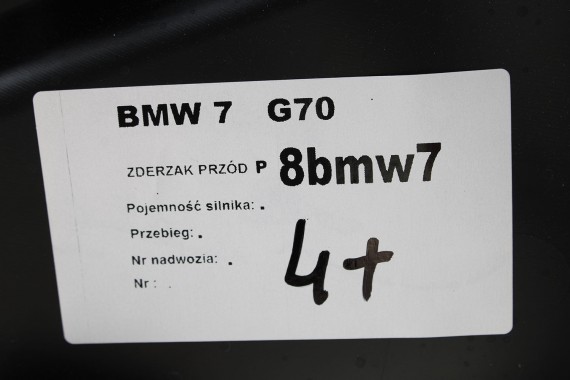 BMW 7 G70
ZDERZAK PRZÓD P 8bmw7
Pojemność silnika: .
Przebieg: .
Nr nadwozia: .
Nr : .
4+